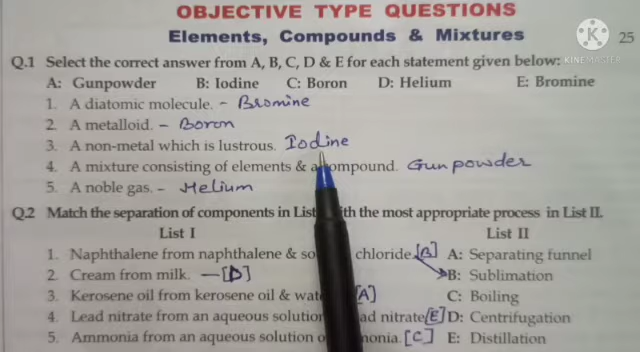 OBJECTIVE TYPE QUESTIONS
Elements, Compounds & Mixtures
25
KINEMASTER
Q.1 Select the correct answer from A, B, C, D & E for each statement given below:
A: Gunpowder B: Iodine C: Boron D: Helium E: Bromine
1. A diatomic molecule. - Bromine
2. A metalloid. - Boron
3. A non-metal which is lustrous. Iodine
4. A mixture consisting of elements & a compound. Gunpowder
5. A noble gas. - Helium
Q.2 Match the separation of components in List with the most appropriate process in List II.
List I List II
1. Naphthalene from naphthalene & so chloride [B] A: Separating funnel
2. Cream from milk. - [D] B: Sublimation
3. Kerosene oil from kerosene oil & wat [A] C: Boiling
4. Lead nitrate from an aqueous solution ad nitrate [E] D: Centrifugation
5. Ammonia from an aqueous solution o monia. [C] E: Distillation